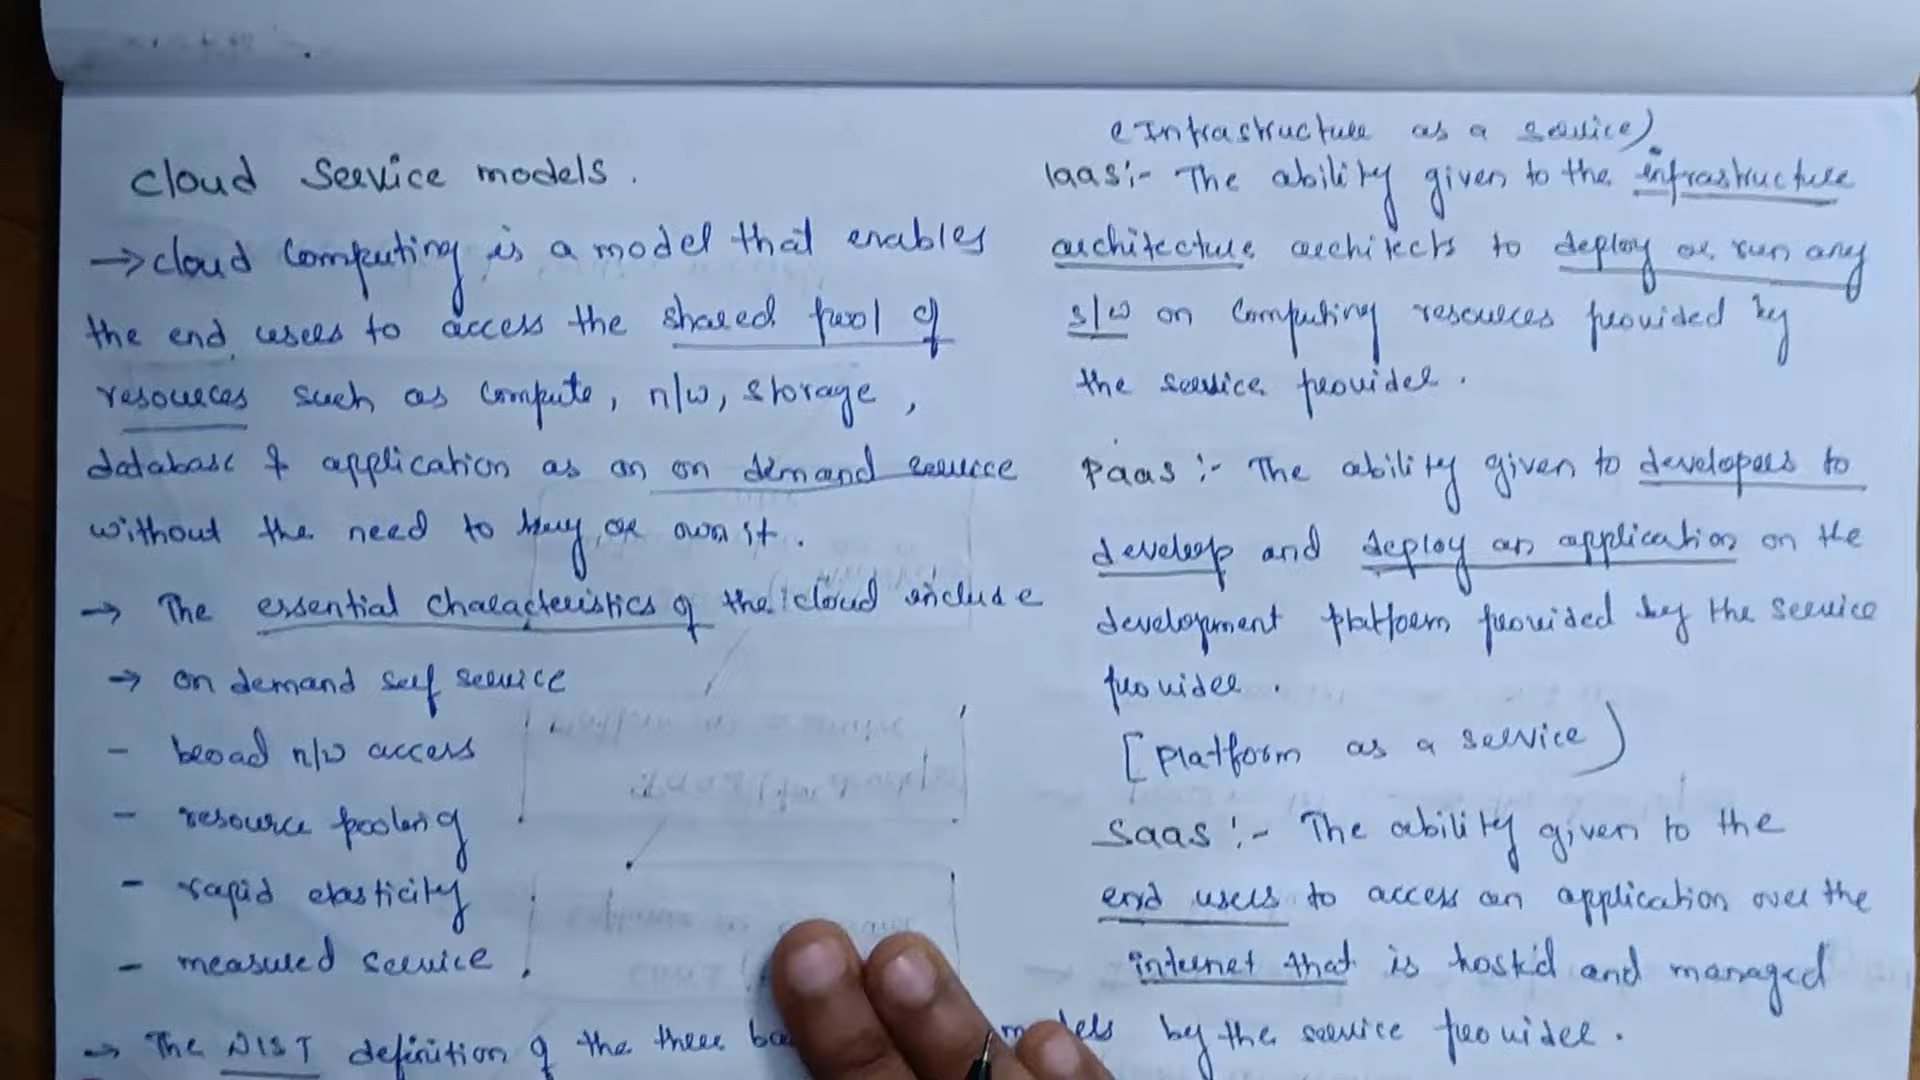 cloud Service models.
→ cloud Computing is a model that enables
the end users to access the shared pool of
resources such as Compute, n/w, storage,
database & application as an on demand service
without the need to buy or own it.
→ The essential characteristics of the cloud include
→ on demand self service
- broad n/w access
- resource pooling
- rapid elasticity
- measured service.
→ The NIST definition of the three ba
models
(Infrastructure as a service)
Iaas:- The ability given to the infrastructure
architecture architects to deploy or run any
s/w on Computing resources provided by
the service provider.
Paas :- The ability given to developers to
develop and deploy an application on the
development platform provided by the service
provider.
[Platform as a service)
Saas :- The ability given to the
end users to access an application over the
internet that is hosted and managed
by the service provider.